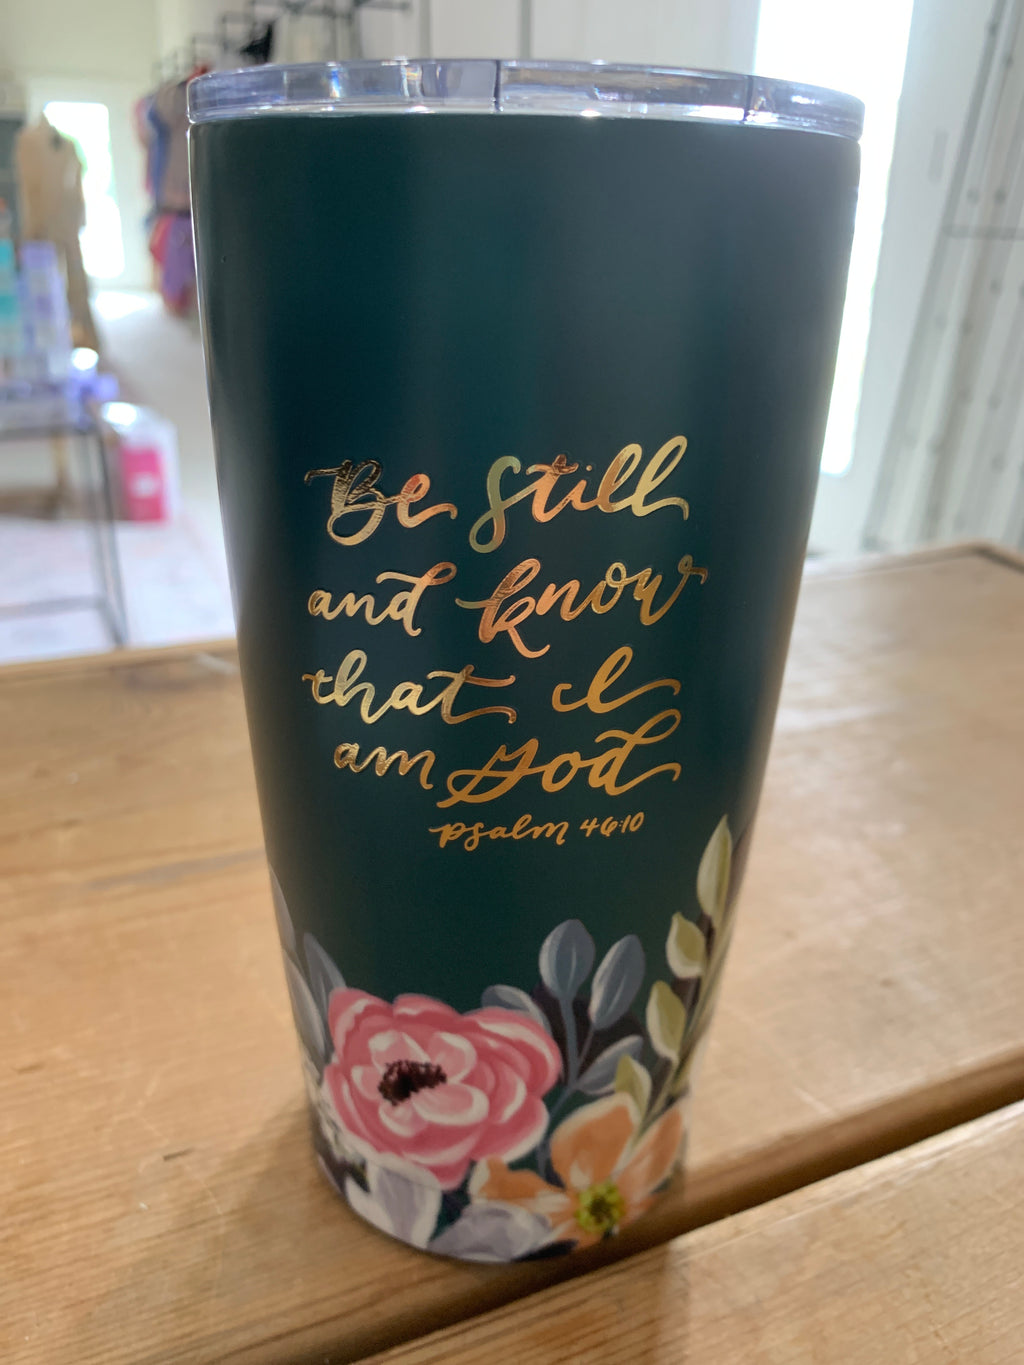 Be Still
and know
that I
am God
psalm 46:10